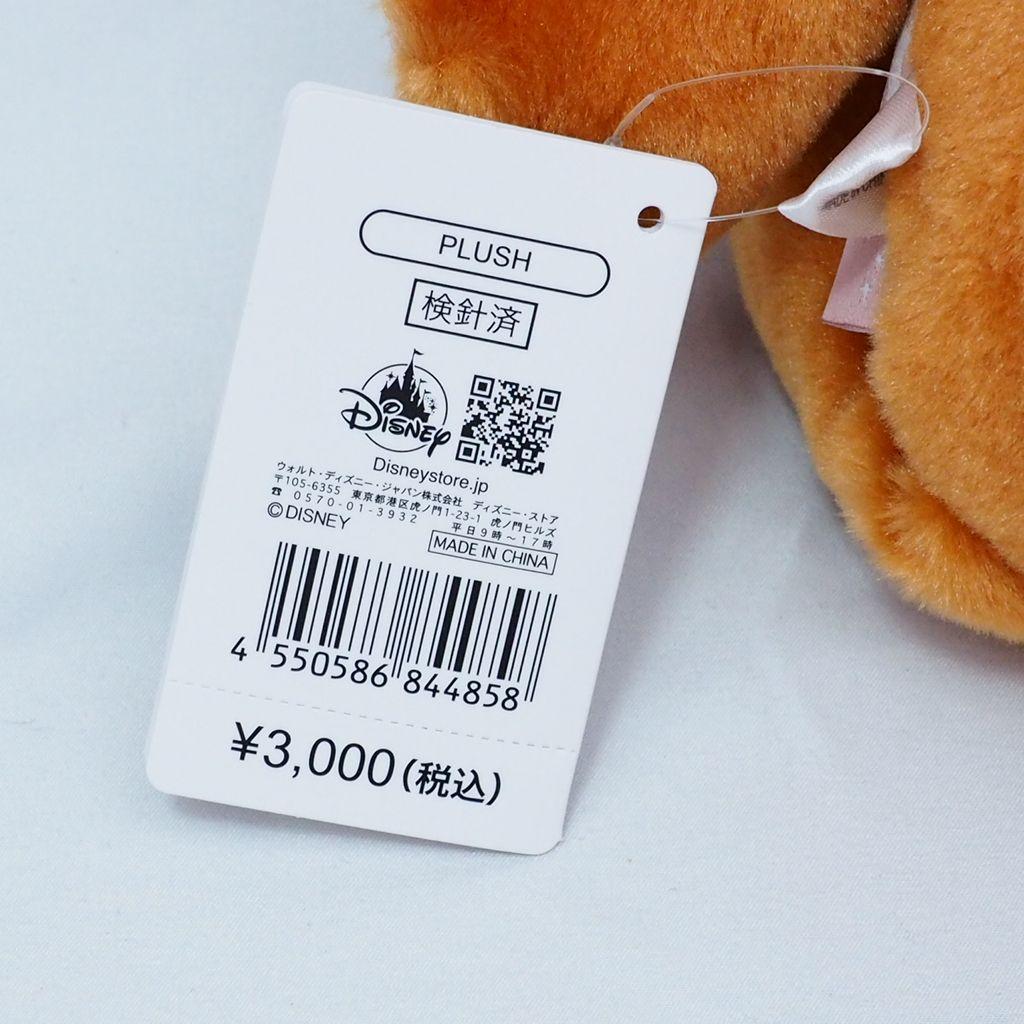 PLUSH
検針済
Disney
Disneystore.jp
ウォルト・ディズニー・ジャパン株式会社 ディズニー・ストア
〒105-6355 東京都港区虎ノ門1-23-1 虎ノ門ヒルズ
☎ 0570-01-3932 平日9時～17時
©DISNEY
MADE IN CHINA
4 550586 844858
¥3,000(税込)
MADE IN CHIN